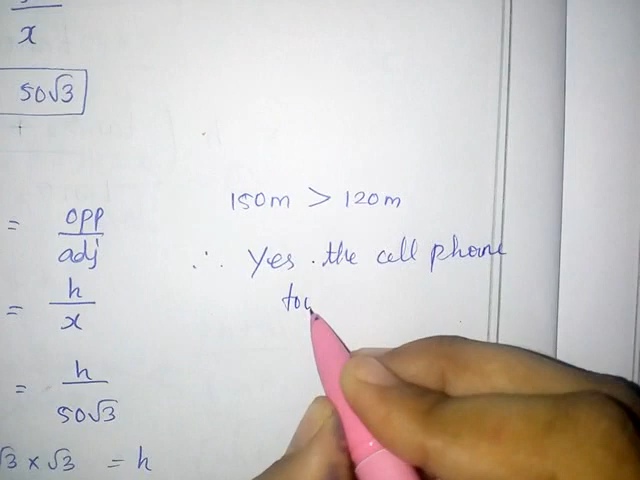 x
50√3
= opp/adj
150m > 120m
∴ Yes . the cell phone
= h/x
= h/50√3
√3 × √3 = h